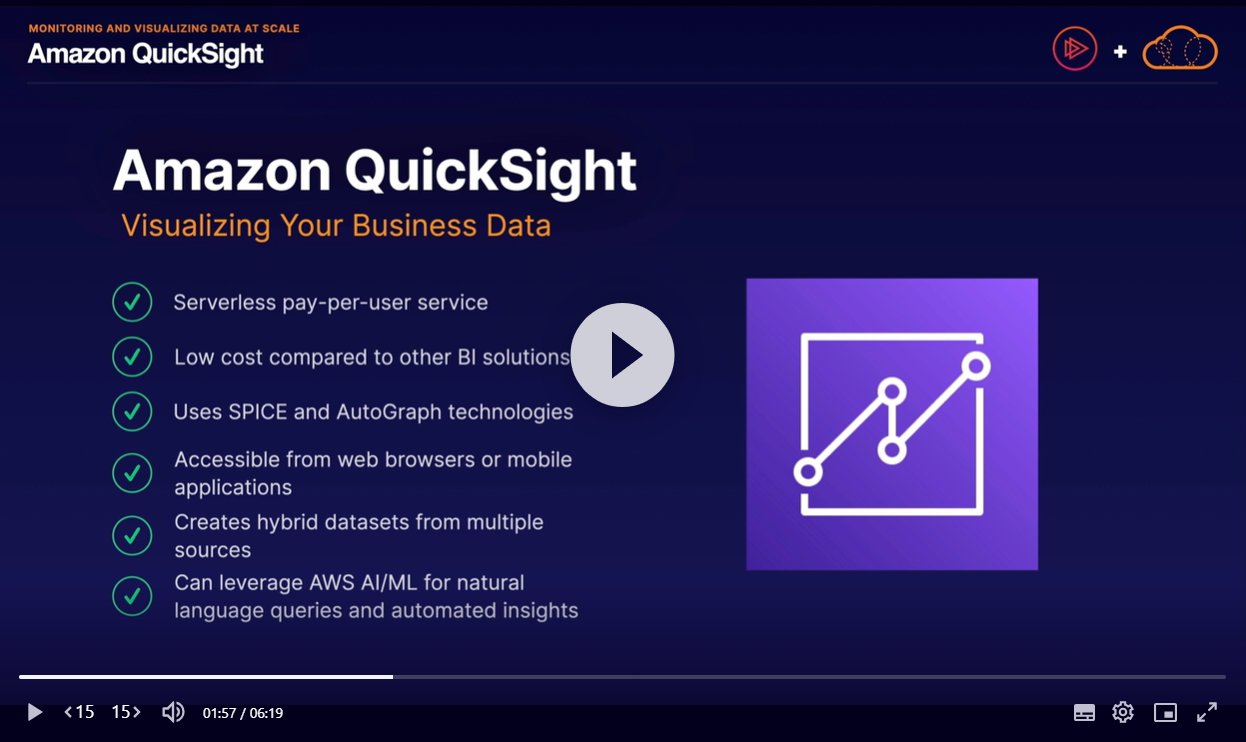 MONITORING AND VISUALIZING DATA AT SCALE
Amazon QuickSight
Amazon QuickSight
Visualizing Your Business Data
Serverless pay-per-user service
Low cost compared to other BI solutions
Uses SPICE and AutoGraph technologies
Accessible from web browsers or mobile
applications
Creates hybrid datasets from multiple
sources
Can leverage AWS AI/ML for natural
language queries and automated insights
<15 15> 01:57 / 06:19